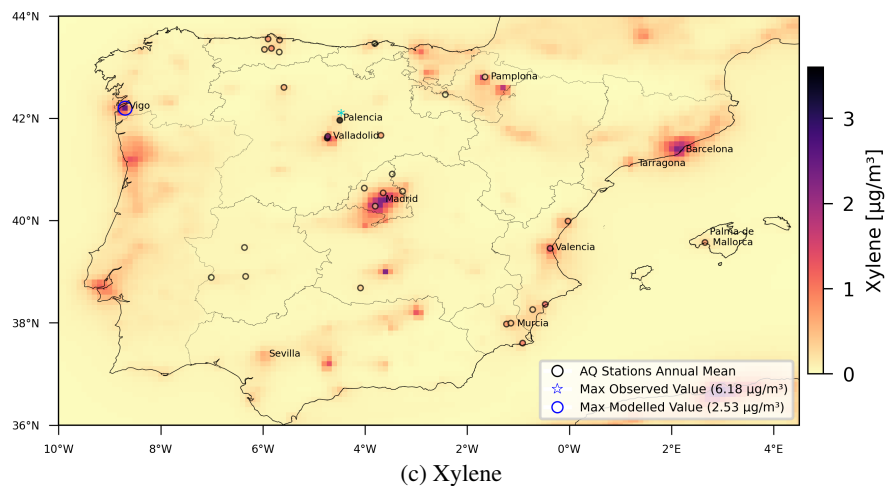 44°N
42°N
40°N
38°N
36°N
10°W
8°W
6°W
4°W
2°W
0°W
2°E
4°E
Vigo
Palencia
Valladolid
Pamplona
Barcelona
Tarragona
Madrid
Valencia
Palma de
Mallorca
Murcia
Sevilla
AQ Stations Annual Mean
Max Observed Value (6.18 μg/m³)
Max Modelled Value (2.53 μg/m³)
3
2
1
0
Xylene [μg/m³]
(c) Xylene